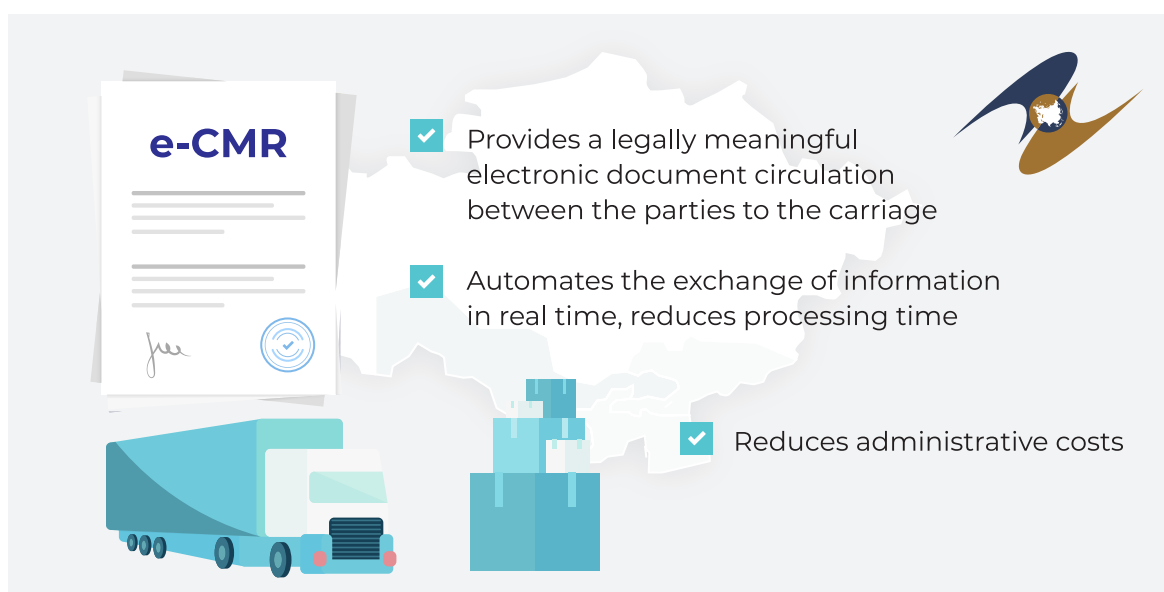 e-CMR
Provides a legally meaningful
electronic document circulation
between the parties to the carriage
Automates the exchange of information
in real time, reduces processing time
Reduces administrative costs